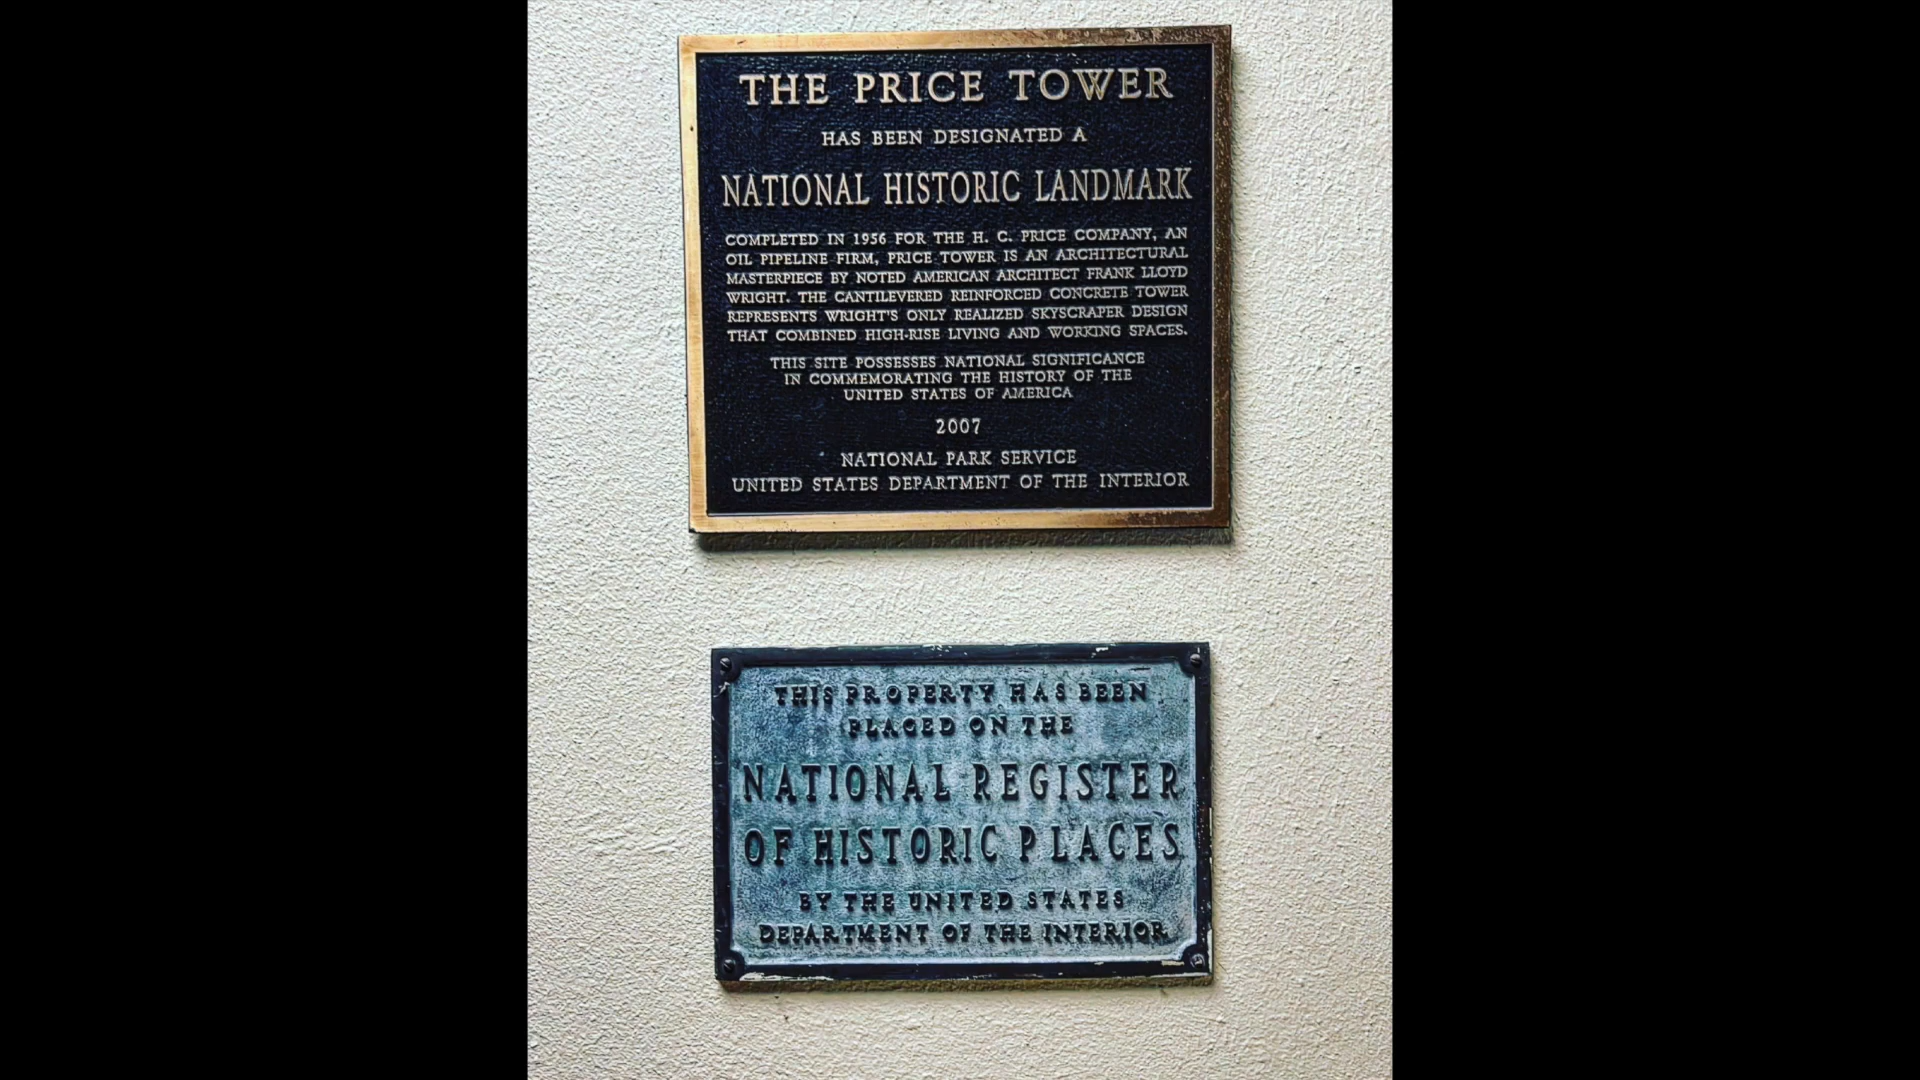 THE PRICE TOWER
HAS BEEN DESIGNATED A
NATIONAL HISTORIC LANDMARK
COMPLETED IN 1956 FOR THE H. C. PRICE COMPANY, AN
OIL PIPELINE FIRM, PRICE TOWER IS AN ARCHITECTURAL
MASTERPIECE BY NOTED AMERICAN ARCHITECT FRANK LLOYD
WRIGHT. THE CANTILEVERED REINFORCED CONCRETE TOWER
REPRESENTS WRIGHT'S ONLY REALIZED SKYSCRAPER DESIGN
THAT COMBINED HIGH-RISE LIVING AND WORKING SPACES.
THIS SITE POSSESSES NATIONAL SIGNIFICANCE
IN COMMEMORATING THE HISTORY OF THE
UNITED STATES OF AMERICA
2007
NATIONAL PARK SERVICE
UNITED STATES DEPARTMENT OF THE INTERIOR
THIS PROPERTY HAS BEEN
PLACED ON THE
NATIONAL REGISTER
OF HISTORIC PLACES
BY THE UNITED STATES
DEPARTMENT OF THE INTERIOR